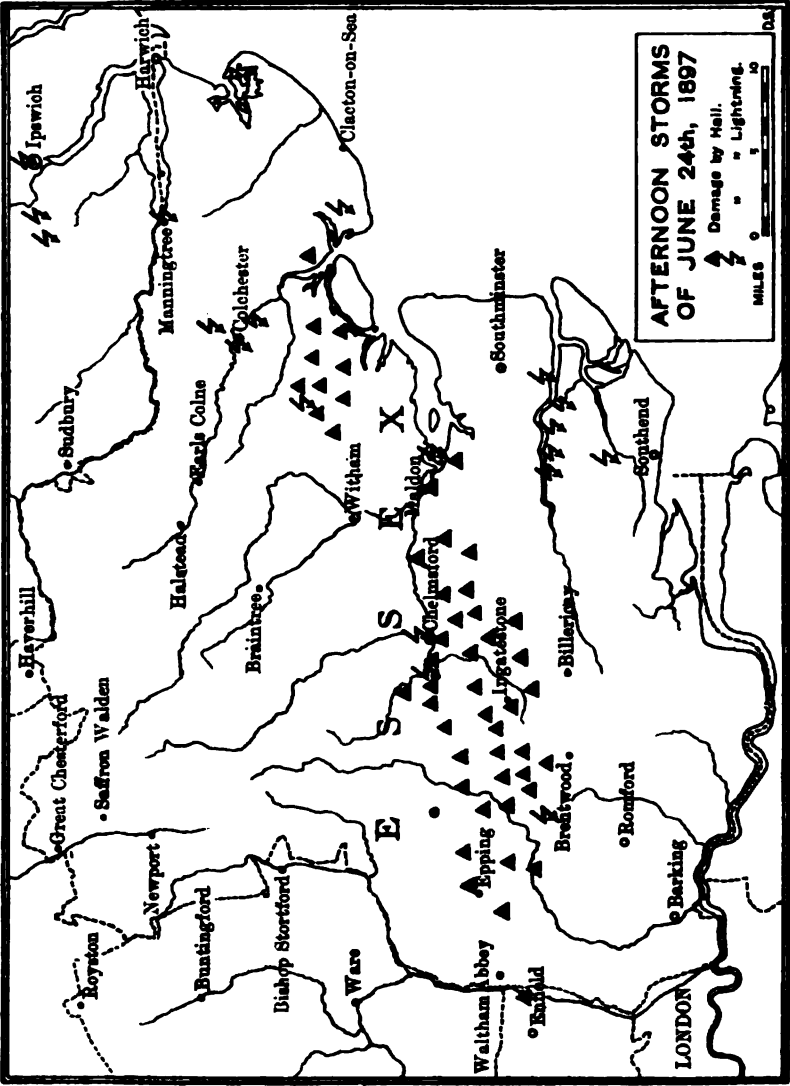 AFTERNOON STORMS
OF JUNE 24th, 1897
Damage by Hail.
" " Lightning.
MILES 0 5 10
D.S.
Royston
Great Chesterford
Haverhill
Sudbury
Ipswich
Saffron Walden
Newport
Buntingford
Halstead
Earls Colne
Manningtree
Harwich
Bishop Stortford
Braintree
Colchester
Ware
Witham
Clacton-on-Sea
E S S E X
Maldon
Chelmsford
Waltham Abbey
Epping
Ingatestone
Southminster
Enfield
Brentwood
Billericay
Romford
Southend
LONDON
Barking